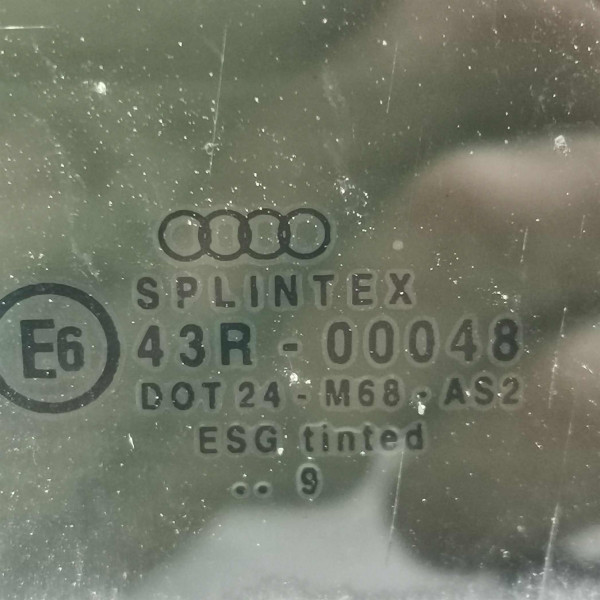 SPLINTEX
E6 43R - 00048
DOT 24 - M68 - AS2
ESG tinted
.. 9